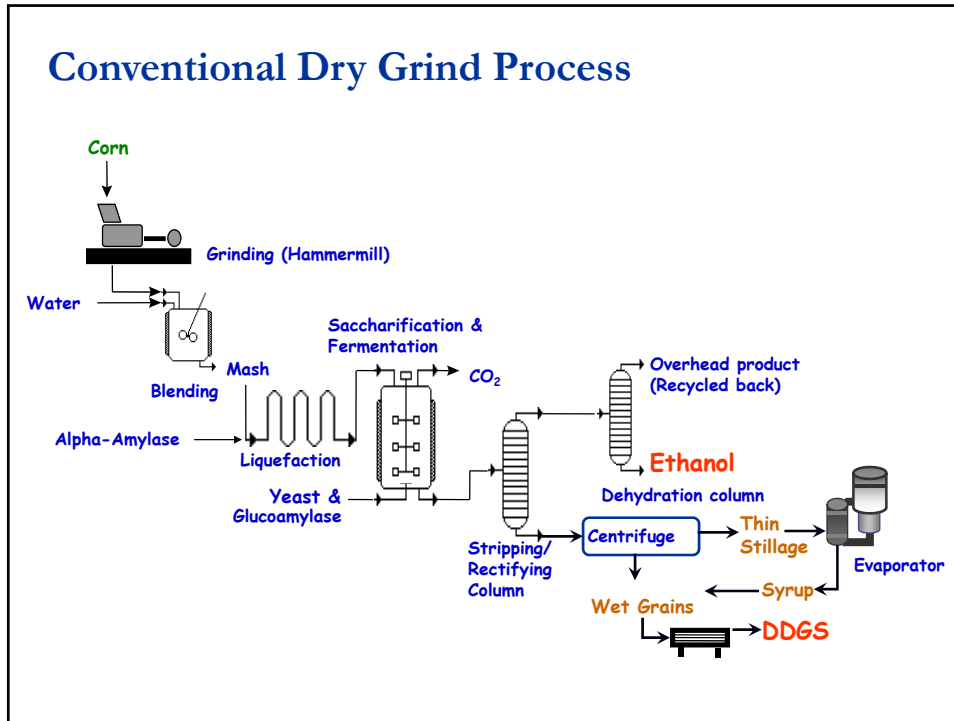 Conventional Dry Grind Process
Corn
Grinding (Hammermill)
Water
Blending
Mash
Alpha-Amylase
Liquefaction
Saccharification &
Fermentation
CO₂
Yeast &
Glucoamylase
Stripping/
Rectifying
Column
Overhead product
(Recycled back)
Ethanol
Dehydration column
Centrifuge
Thin
Stillage
Evaporator
Syrup
Wet Grains
DDGS